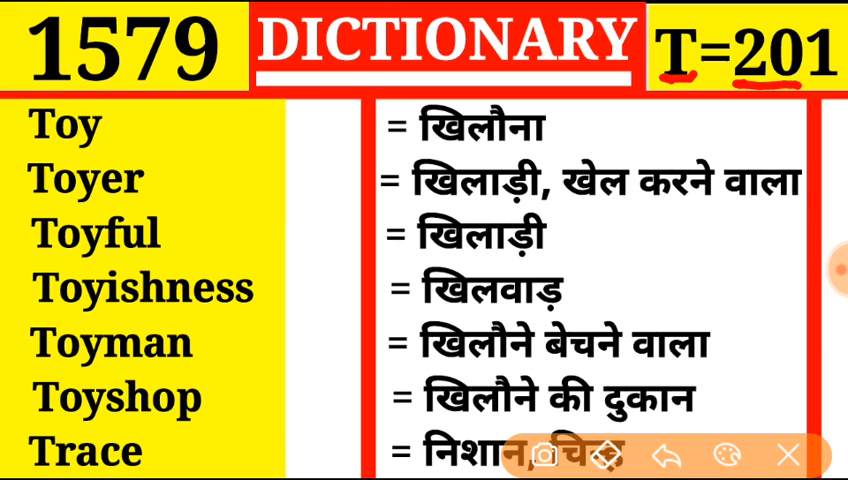 1579 DICTIONARY T=201
Toy = खिलौना
Toyer = खिलाड़ी, खेल करने वाला
Toyful = खिलाड़ी
Toyishness = खिलवाड़
Toyman = खिलौने बेचने वाला
Toyshop = खिलौने की दुकान
Trace = निशान,